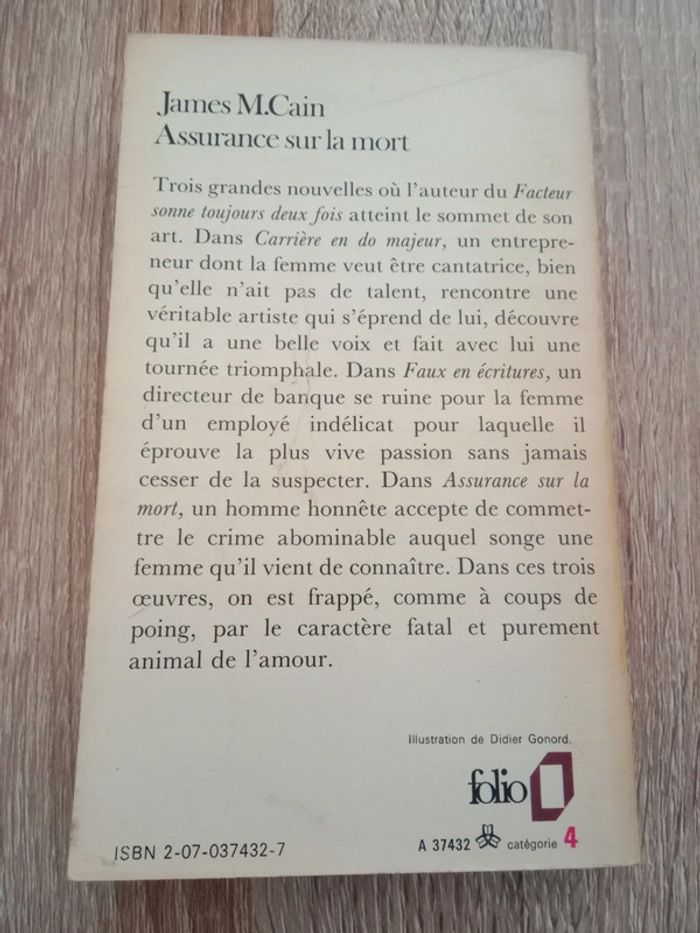 James M.Cain
Assurance sur la mort
Trois grandes nouvelles où l'auteur du Facteur
sonne toujours deux fois atteint le sommet de son
art. Dans Carrière en do majeur, un entrepre-
neur dont la femme veut être cantatrice, bien
qu'elle n'ait pas de talent, rencontre une
véritable artiste qui s'éprend de lui, découvre
qu'il a une belle voix et fait avec lui une
tournée triomphale. Dans Faux en écritures, un
directeur de banque se ruine pour la femme
d'un employé indélicat pour laquelle il
éprouve la plus vive passion sans jamais
cesser de la suspecter. Dans Assurance sur la
mort, un homme honnête accepte de commet-
tre le crime abominable auquel songe une
femme qu'il vient de connaître. Dans ces trois
œuvres, on est frappé, comme à coups de
poing, par le caractère fatal et purement
animal de l'amour.
Illustration de Didier Gonord.
folio
ISBN 2-07-037432-7
A 37432 catégorie 4